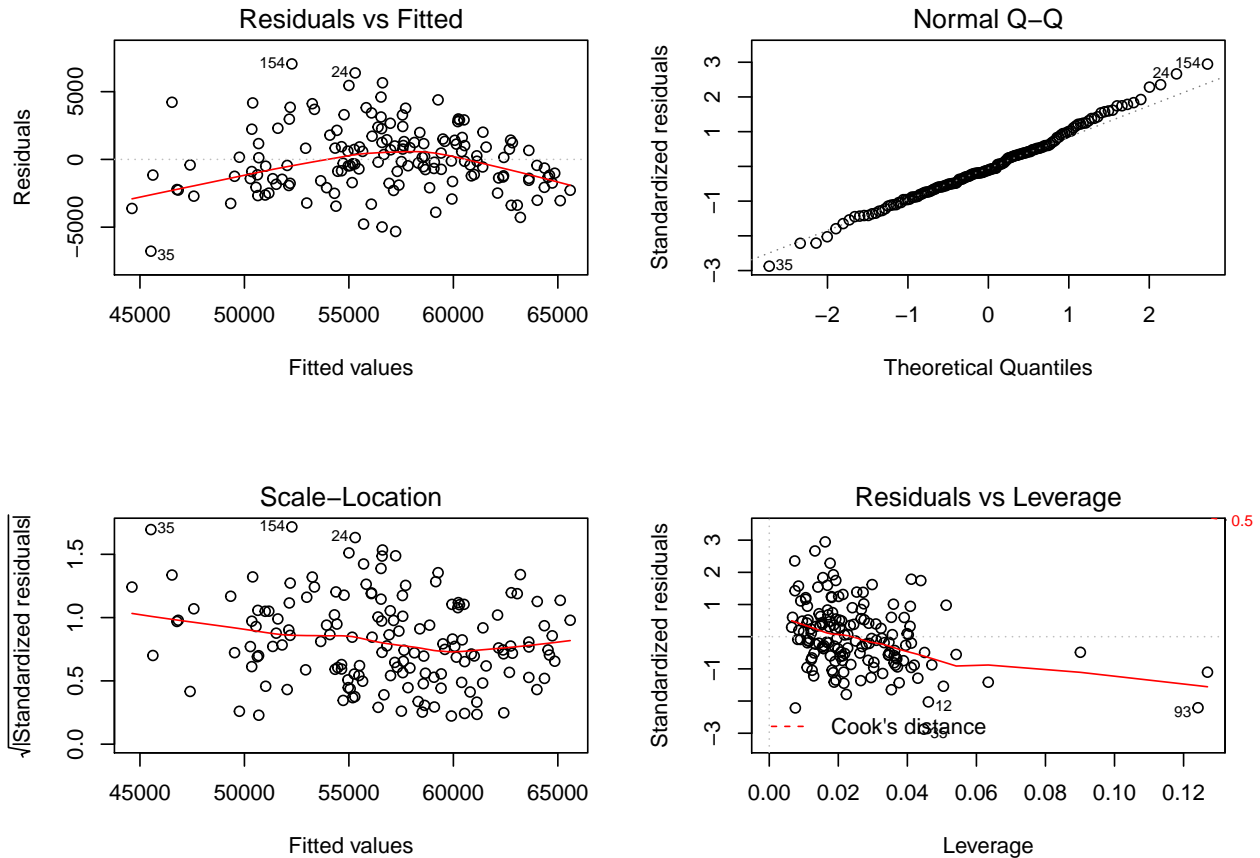 Residuals vs Fitted
Residuals
5000
0
−5000
154
24
35
45000 50000 55000 60000 65000
Fitted values
Normal Q−Q
Standardized residuals
3
2
1
−1
−3
24
154
35
−2 −1 0 1 2
Theoretical Quantiles
Scale−Location
√|Standardized residuals|
1.5
1.0
0.5
0.0
35
154
24
45000 50000 55000 60000 65000
Fitted values
Residuals vs Leverage
Standardized residuals
3
2
1
−1
−3
0.5
12
93
35
Cook's distance
0.00 0.02 0.04 0.06 0.08 0.10 0.12
Leverage